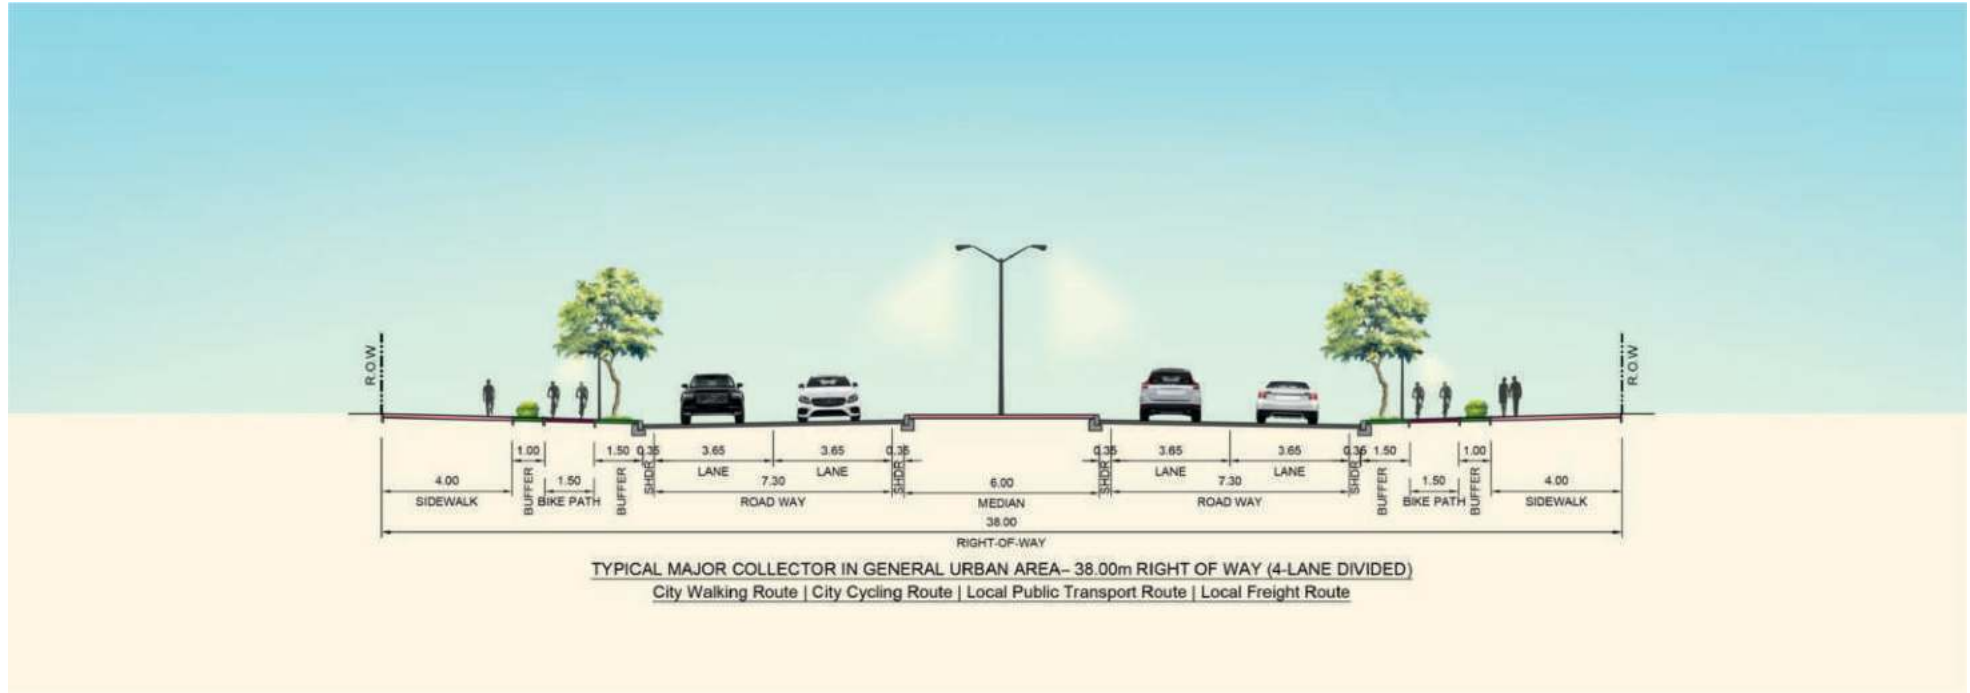 R.O.W
R.O.W
1.00 1.50 0.35 3.65 3.65 0.35 0.35 3.65 3.65 0.35 1.50 1.00
LANE LANE LANE LANE
4.00 BUFFER 1.50 BUFFER SHDR 7.30 SHDR 6.00 SHDR 7.30 SHDR BUFFER 1.50 BUFFER 4.00
SIDEWALK BIKE PATH ROAD WAY MEDIAN ROAD WAY BIKE PATH SIDEWALK
38.00
RIGHT-OF-WAY
TYPICAL MAJOR COLLECTOR IN GENERAL URBAN AREA– 38.00m RIGHT OF WAY (4-LANE DIVIDED)
City Walking Route | City Cycling Route | Local Public Transport Route | Local Freight Route